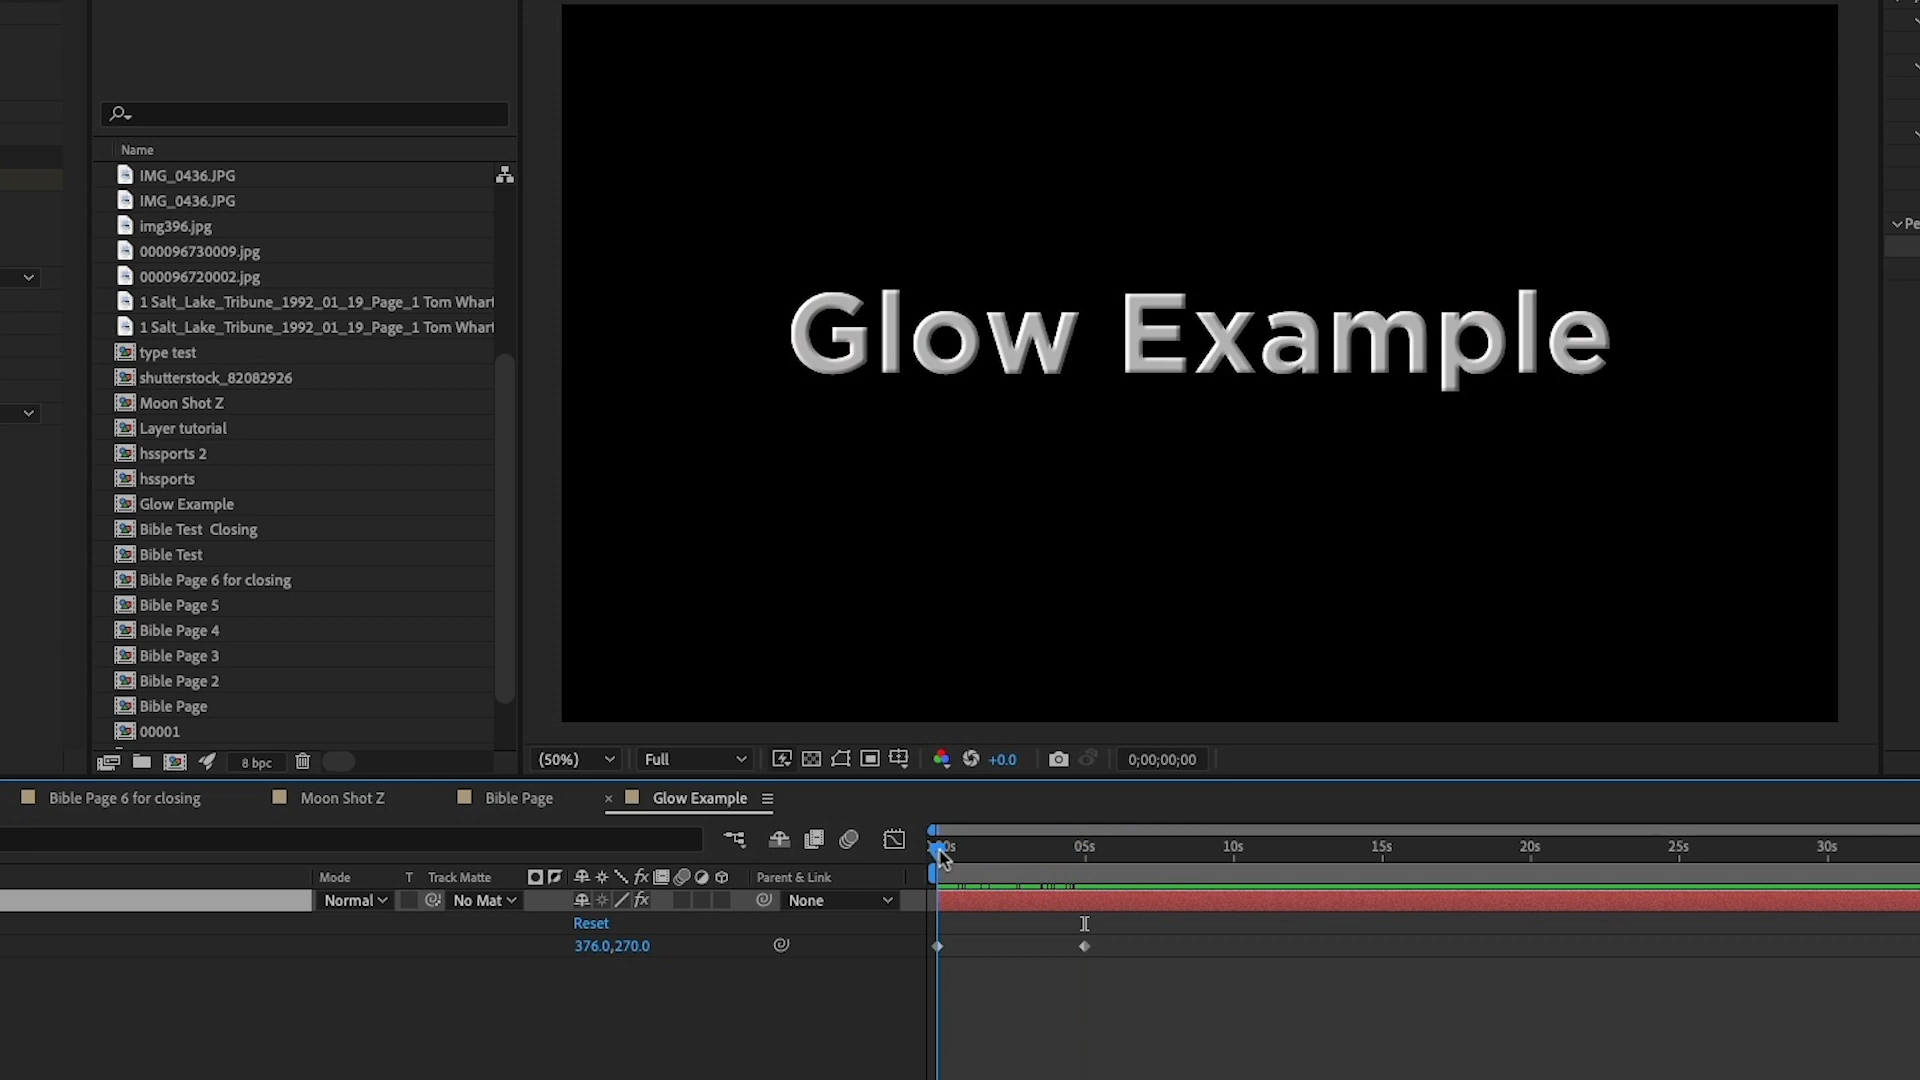 Name
IMG_0436.JPG
IMG_0436.JPG
img396.jpg
000096730009.jpg
000096720002.jpg
1 Salt_Lake_Tribune_1992_01_19_Page_1 Tom Whart
1 Salt_Lake_Tribune_1992_01_19_Page_1 Tom Whart
type test
shutterstock_82082926
Moon Shot Z
Layer tutorial
hssports 2
hssports
Glow Example
Bible Test  Closing
Bible Test
Bible Page 6 for closing
Bible Page 5
Bible Page 4
Bible Page 3
Bible Page 2
Bible Page
00001
8 bpc
Glow Example
Pe
(50%) Full +0.0 0;00;00;00
Bible Page 6 for closing Moon Shot Z Bible Page × Glow Example
05s 10s 15s 20s 25s 30s
Mode T Track Matte fx Parent & Link
Normal No Mat fx None
Reset
376.0,270.0